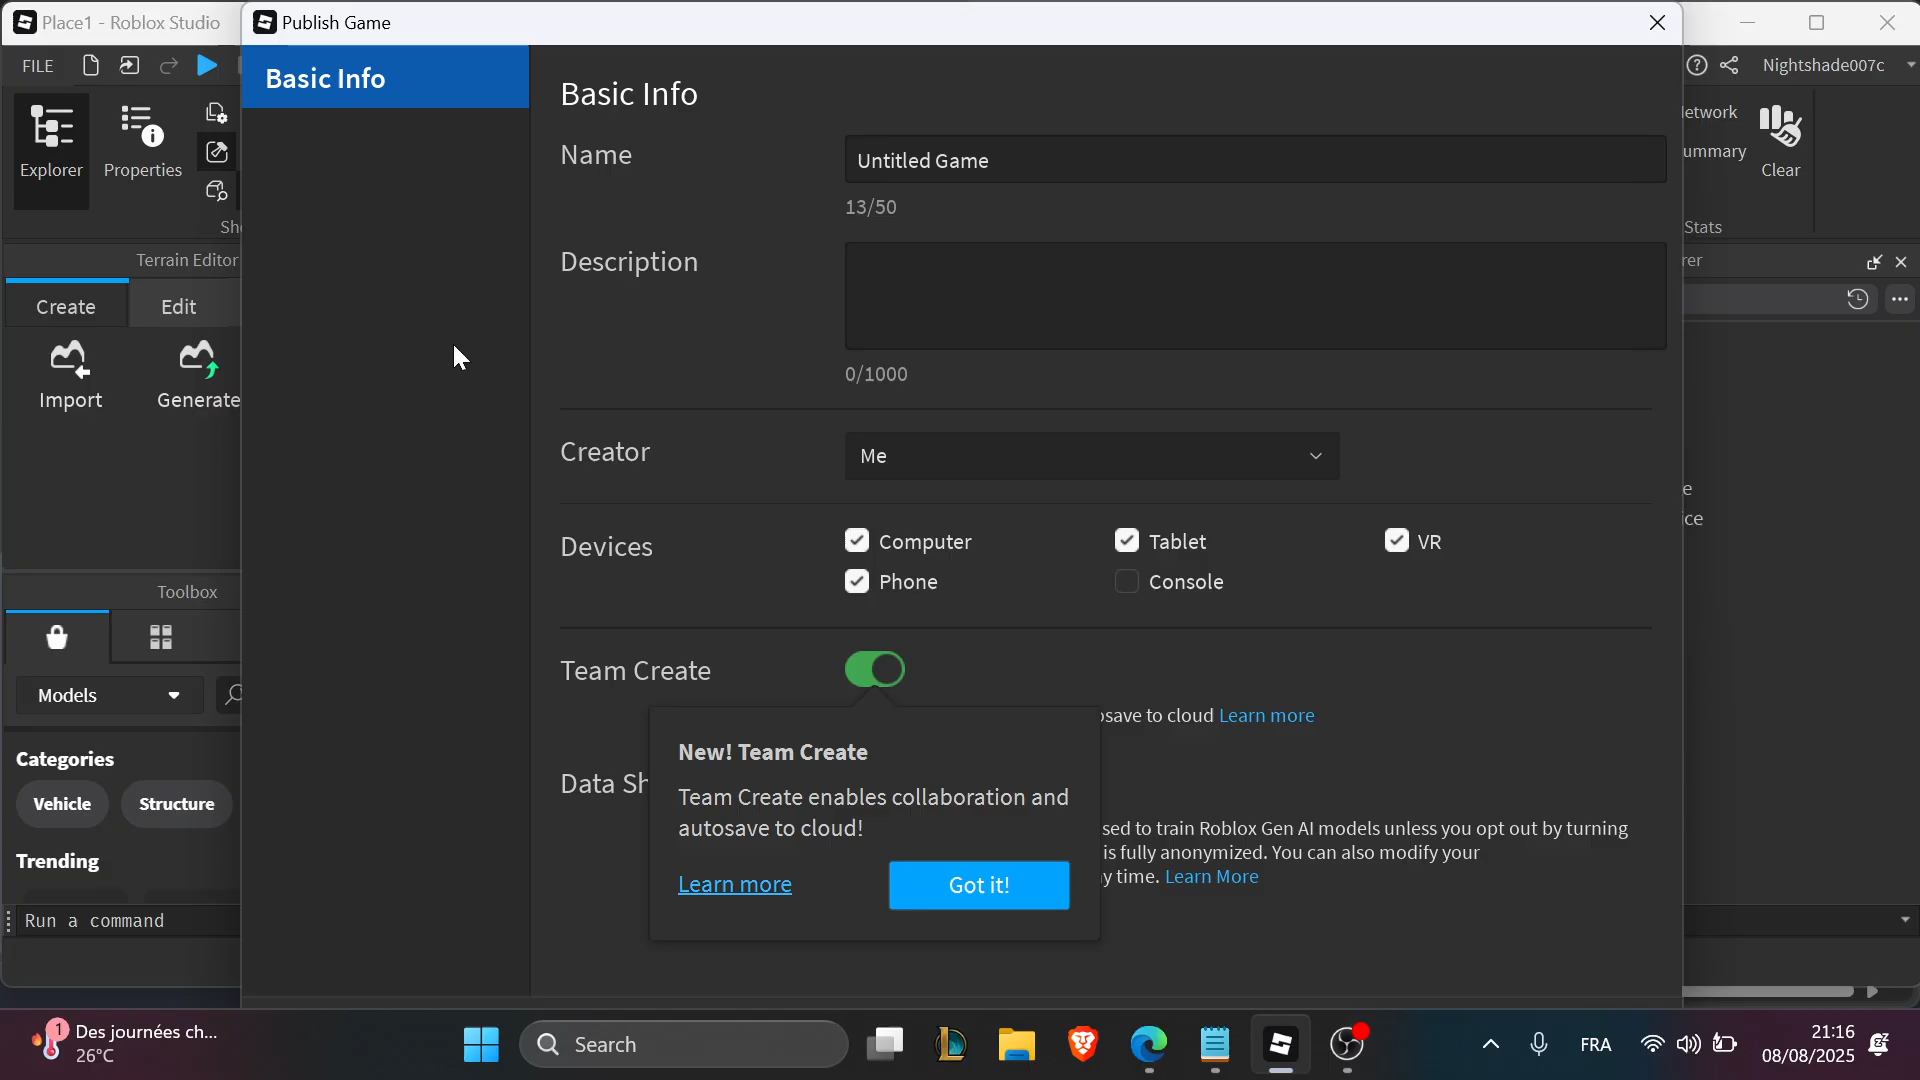 Place1 - Roblox Studio
Publish Game
FILE
Nightshade007c
Explorer
Properties
Clear
Stats
Terrain Editor
Create
Edit
Import
Generate
Toolbox
Models
Categories
Vehicle
Structure
Trending
Run a command
Basic Info
Basic Info
Name
Untitled Game
13/50
Description
0/1000
Creator
Me
Devices
Computer
Tablet
VR
Phone
Console
Team Create
save to cloud Learn more
New! Team Create
Team Create enables collaboration and
autosave to cloud!
Learn more
Got it!
Data Sh
sed to train Roblox Gen AI models unless you opt out by turning
is fully anonymized. You can also modify your
y time. Learn More
1
Des journées ch...
26°C
Search
FRA
21:16
08/08/2025